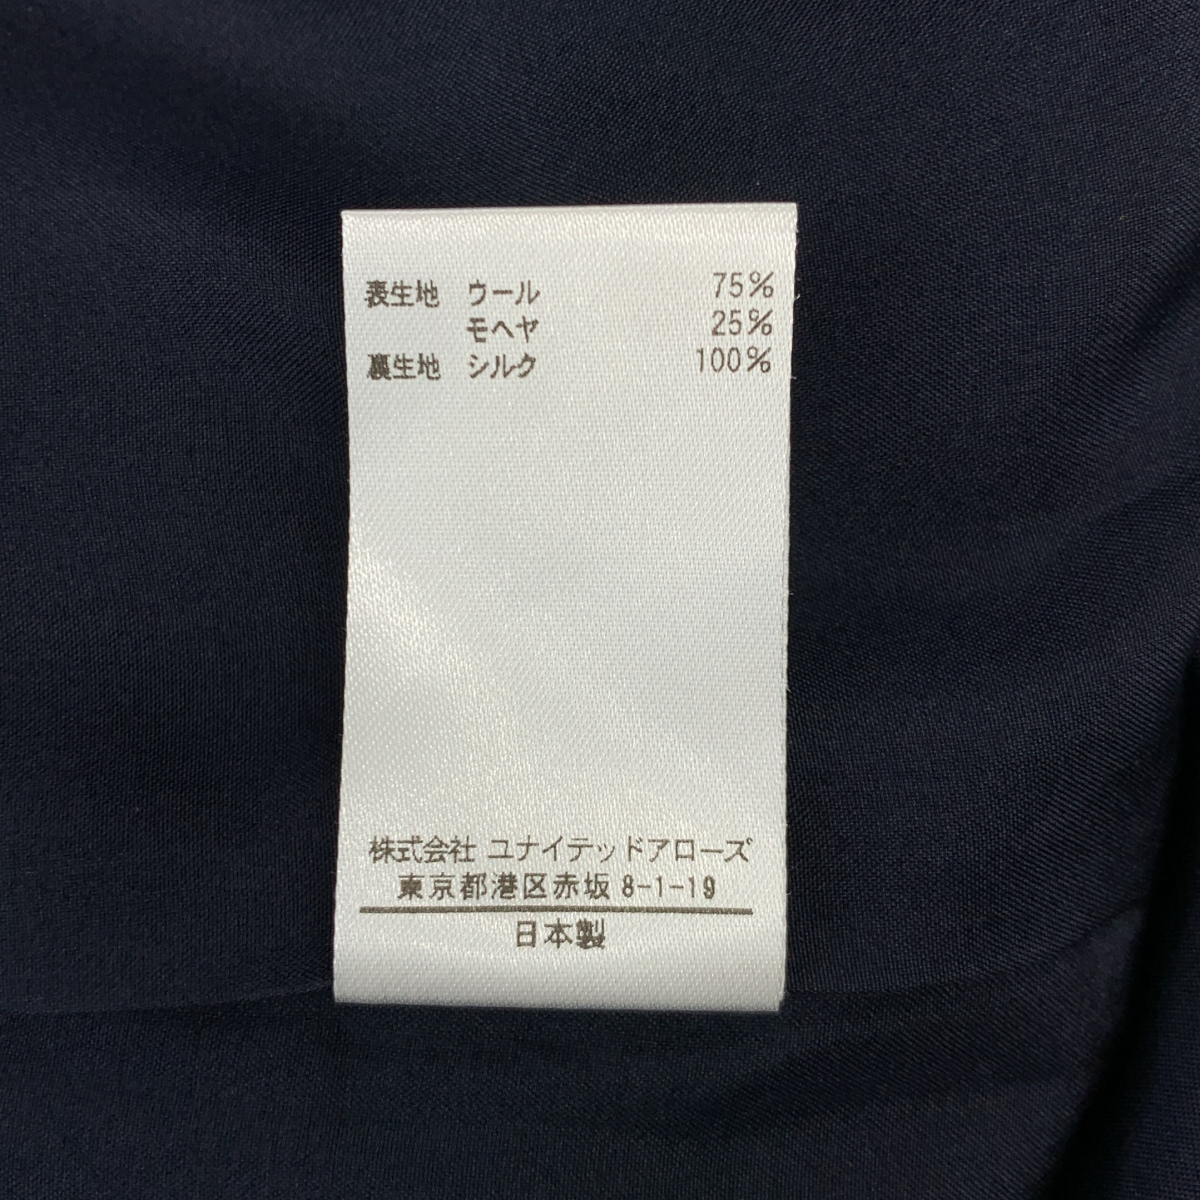 表生地 ウール 75%
モヘヤ 25%
裏生地 シルク 100%
株式会社 ユナイテッドアローズ
東京都港区赤坂 8-1-19
日本製